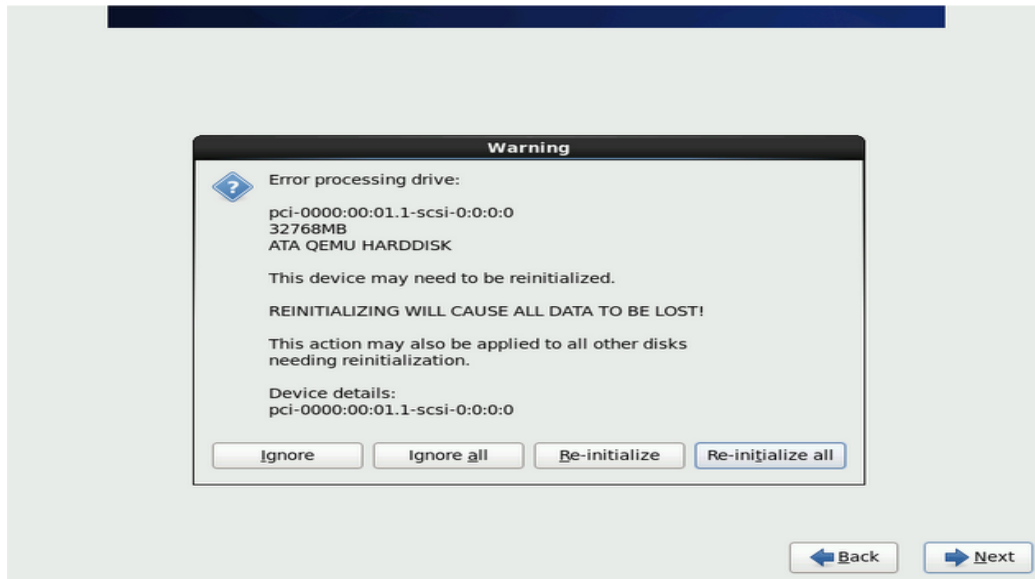 Warning
Error processing drive:
pci-0000:00:01.1-scsi-0:0:0:0
32768MB
ATA QEMU HARDDISK
This device may need to be reinitialized.
REINITIALIZING WILL CAUSE ALL DATA TO BE LOST!
This action may also be applied to all other disks
needing reinitialization.
Device details:
pci-0000:00:01.1-scsi-0:0:0:0
Ignore Ignore all Re-initialize Re-initialize all
Back Next